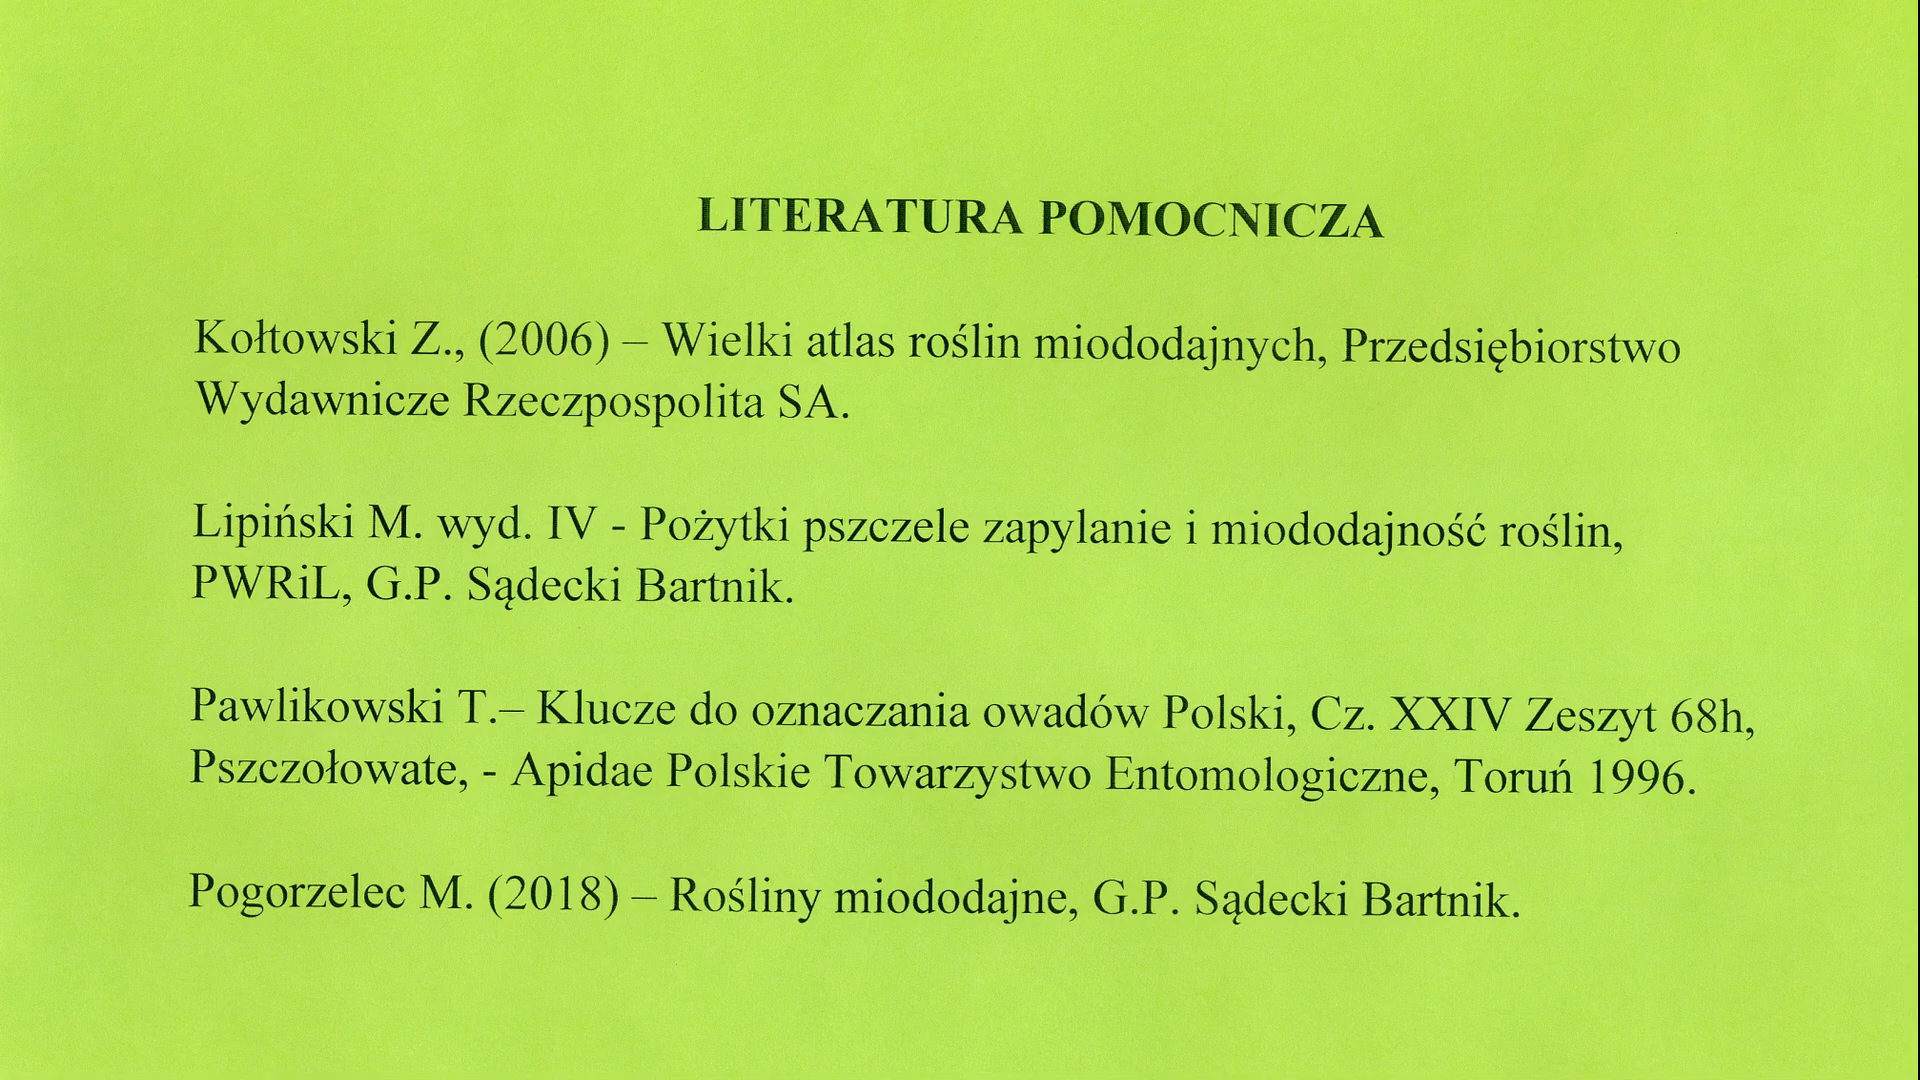 LITERATURA POMOCNICZA
Kołtowski Z., (2006) – Wielki atlas roślin miododajnych, Przedsiębiorstwo
Wydawnicze Rzeczpospolita SA.
Lipiński M. wyd. IV - Pożytki pszczele zapylanie i miododajność roślin,
PWRiL, G.P. Sądecki Bartnik.
Pawlikowski T.– Klucze do oznaczania owadów Polski, Cz. XXIV Zeszyt 68h,
Pszczołowate, - Apidae Polskie Towarzystwo Entomologiczne, Toruń 1996.
Pogorzelec M. (2018) – Rośliny miododajne, G.P. Sądecki Bartnik.